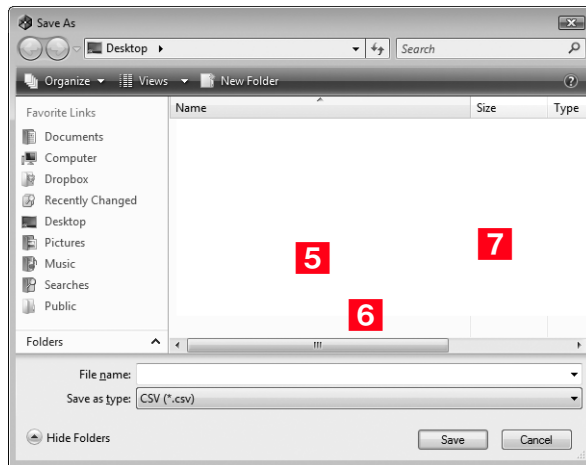 Save As
Desktop
Search
Organize Views New Folder
Favorite Links
Name Size Type
Documents
Computer
Dropbox
Recently Changed
Desktop
Pictures
Music
Searches
Public
5
7
6
Folders
File name:
Save as type: CSV (*.csv)
Hide Folders
Save Cancel